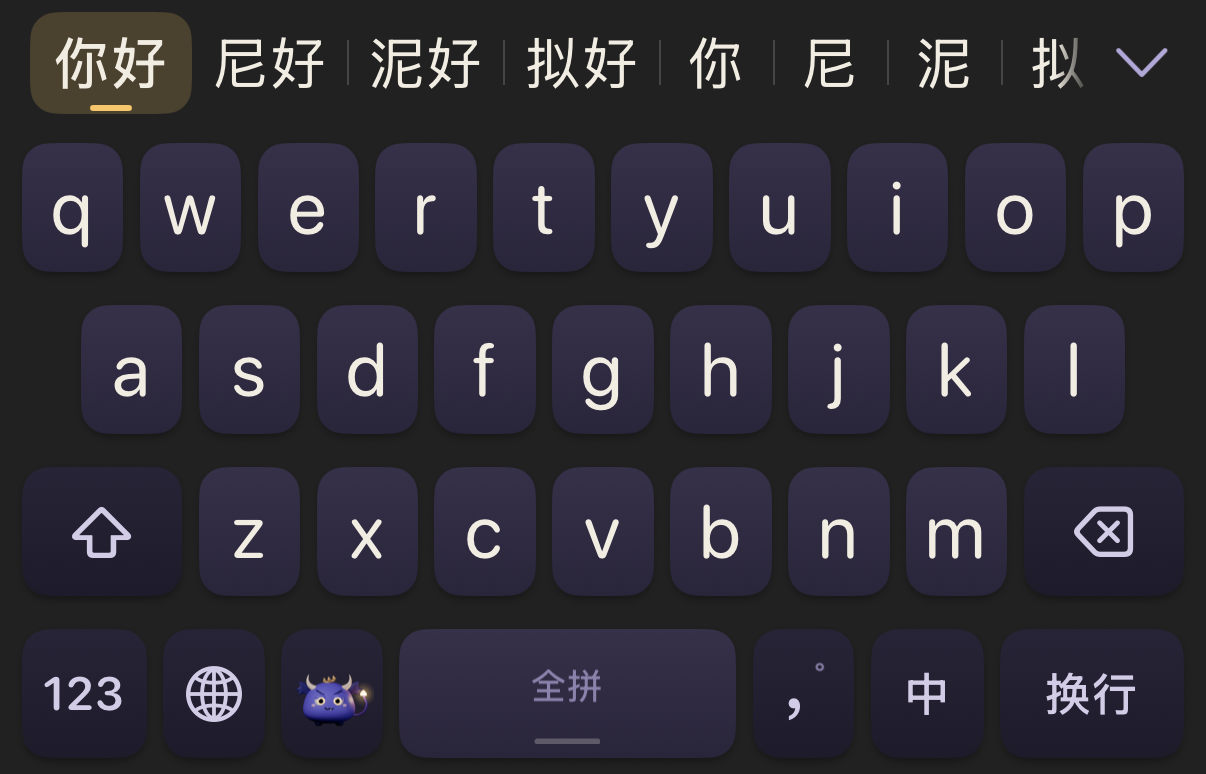 你好 尼好 泥好 拟好 你 尼 泥 拟
q w e r t y u i o p
a s d f g h j k l
z x c v b n m
123 全拼 ，。 中 换行